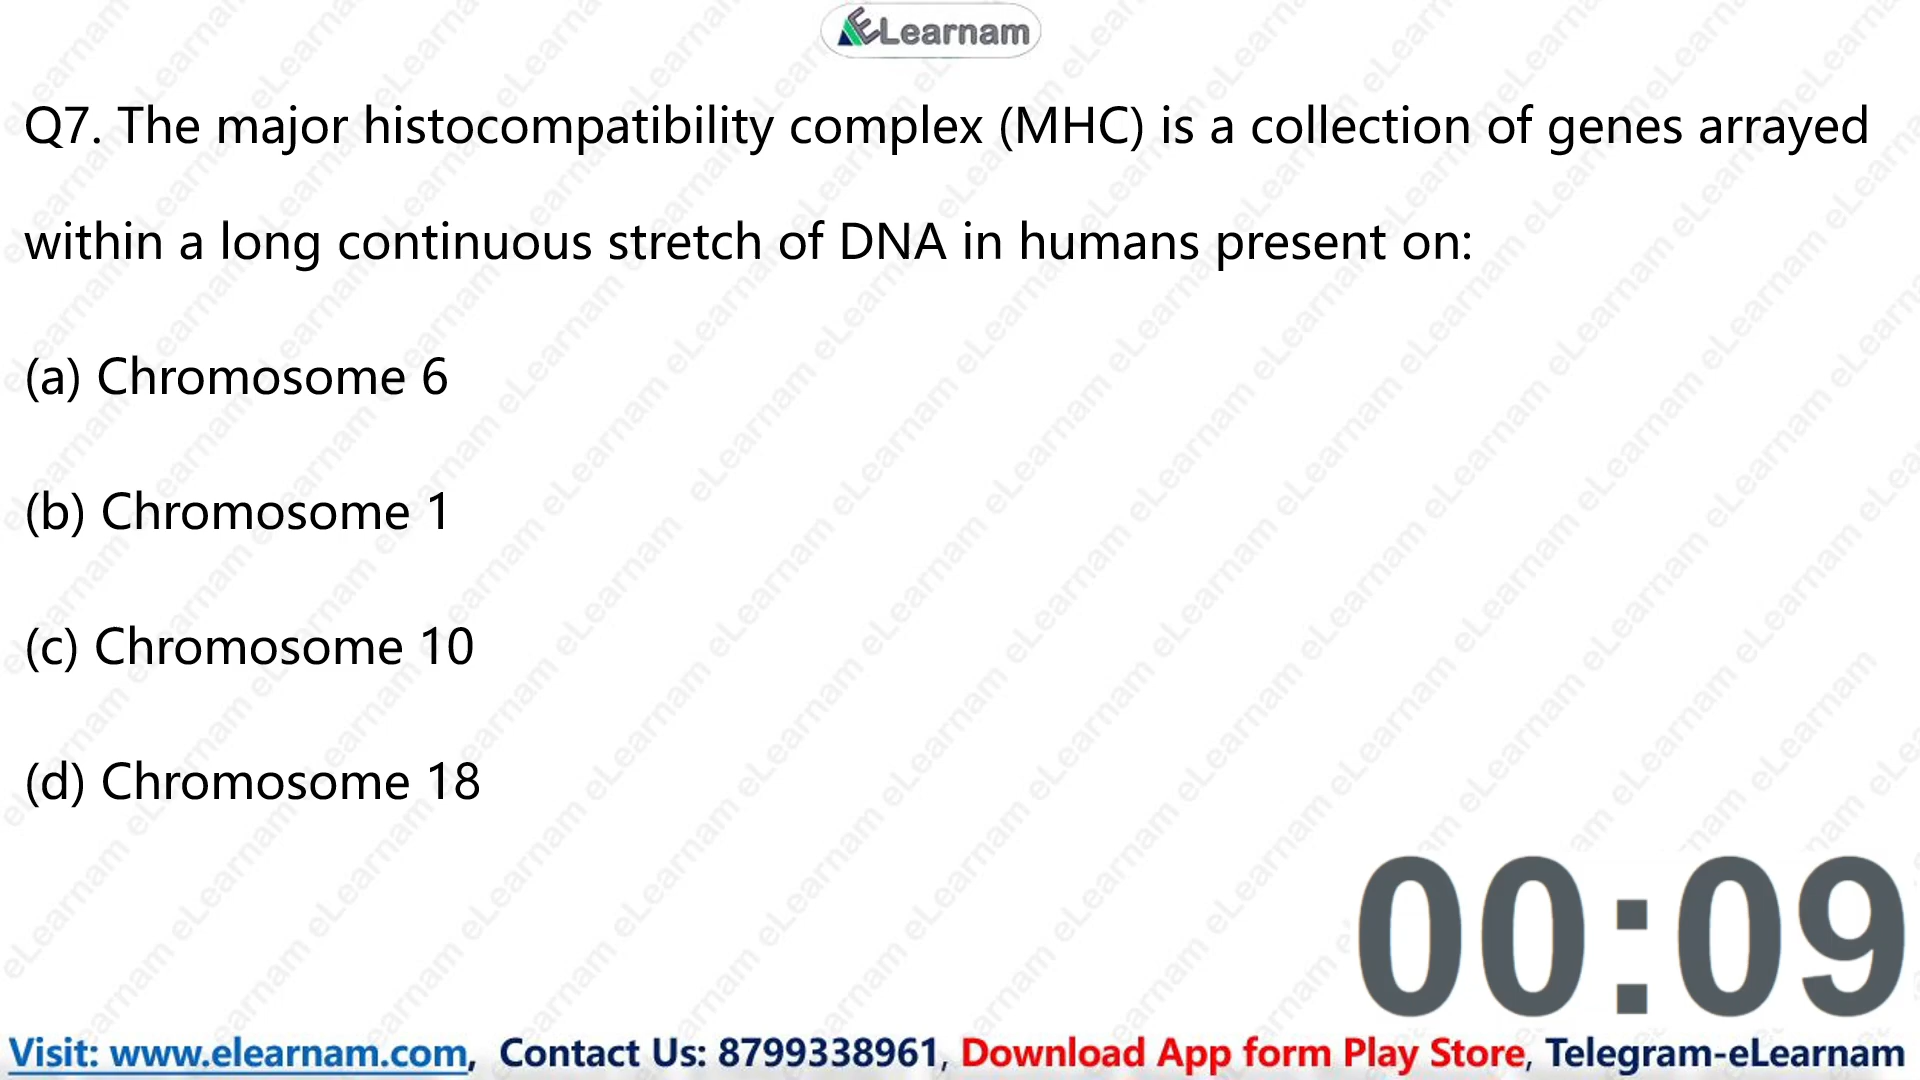 ELearnam
Q7. The major histocompatibility complex (MHC) is a collection of genes arrayed
within a long continuous stretch of DNA in humans present on:
(a) Chromosome 6
(b) Chromosome 1
(c) Chromosome 10
(d) Chromosome 18
00:09
Visit: www.elearnam.com, Contact Us: 8799338961, Download App form Play Store, Telegram-eLearnam